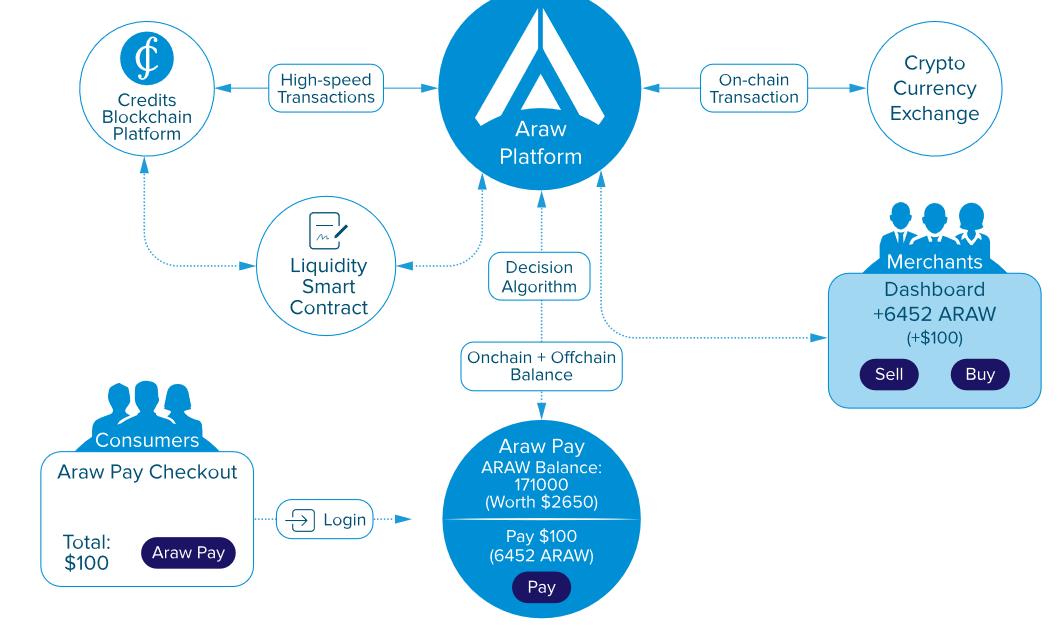 Credits
Blockchain
Platform
High-speed
Transactions
Araw
Platform
On-chain
Transaction
Crypto
Currency
Exchange
Liquidity
Smart
Contract
Decision
Algorithm
Onchain + Offchain
Balance
Merchants
Dashboard
+6452 ARAW
(+$100)
Sell
Buy
Consumers
Araw Pay Checkout
Total:
$100
Araw Pay
Login
Araw Pay
ARAW Balance:
171000
(Worth $2650)
Pay $100
(6452 ARAW)
Pay